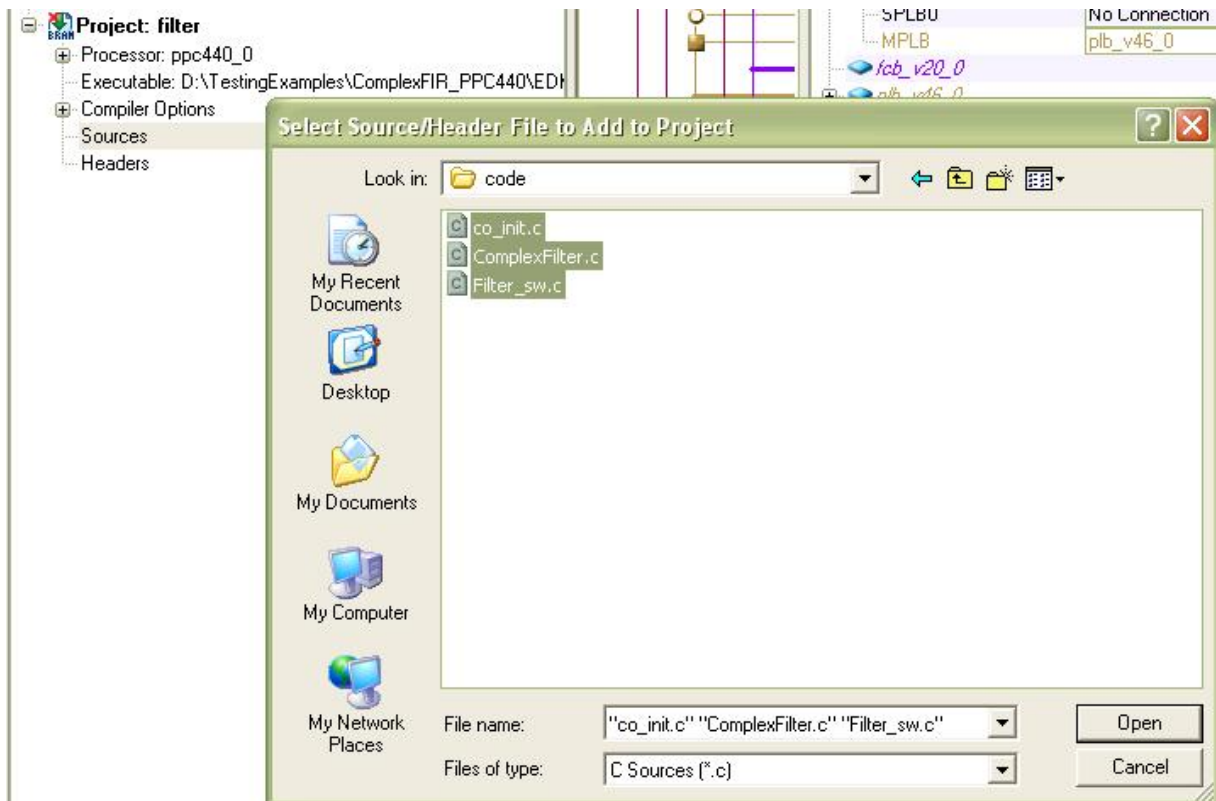 Project: filter
BRAM
Processor: ppc440_0
Executable: D:\TestingExamples\ComplexFIR_PPC440\EDK
Compiler Options
Sources
Headers
SPLB0 No Connection
MPLB plb_v46_0
fcb_v20_0
plb_v46_0
Select Source/Header File to Add to Project
Look in: code
co_init.c
ComplexFilter.c
Filter_sw.c
My Recent
Documents
Desktop
My Documents
My Computer
My Network
Places
File name: "co_init.c" "ComplexFilter.c" "Filter_sw.c" Open
Files of type: C Sources (*.c) Cancel